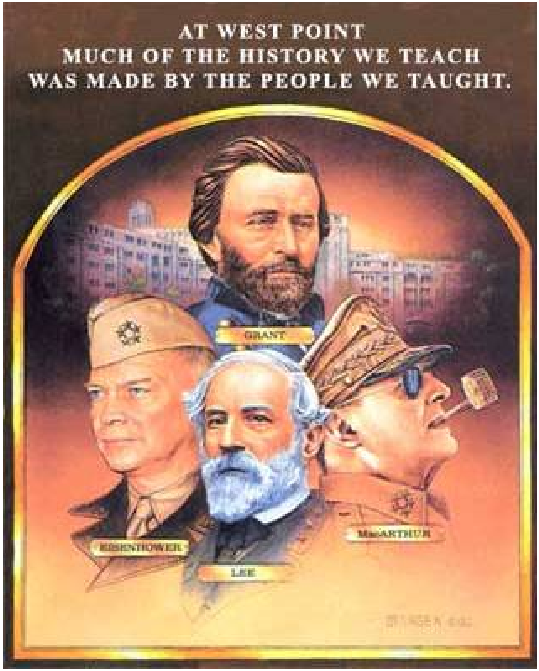 AT WEST POINT
MUCH OF THE HISTORY WE TEACH
WAS MADE BY THE PEOPLE WE TAUGHT.
GRANT
EISENHOWER
MacARTHUR
LEE